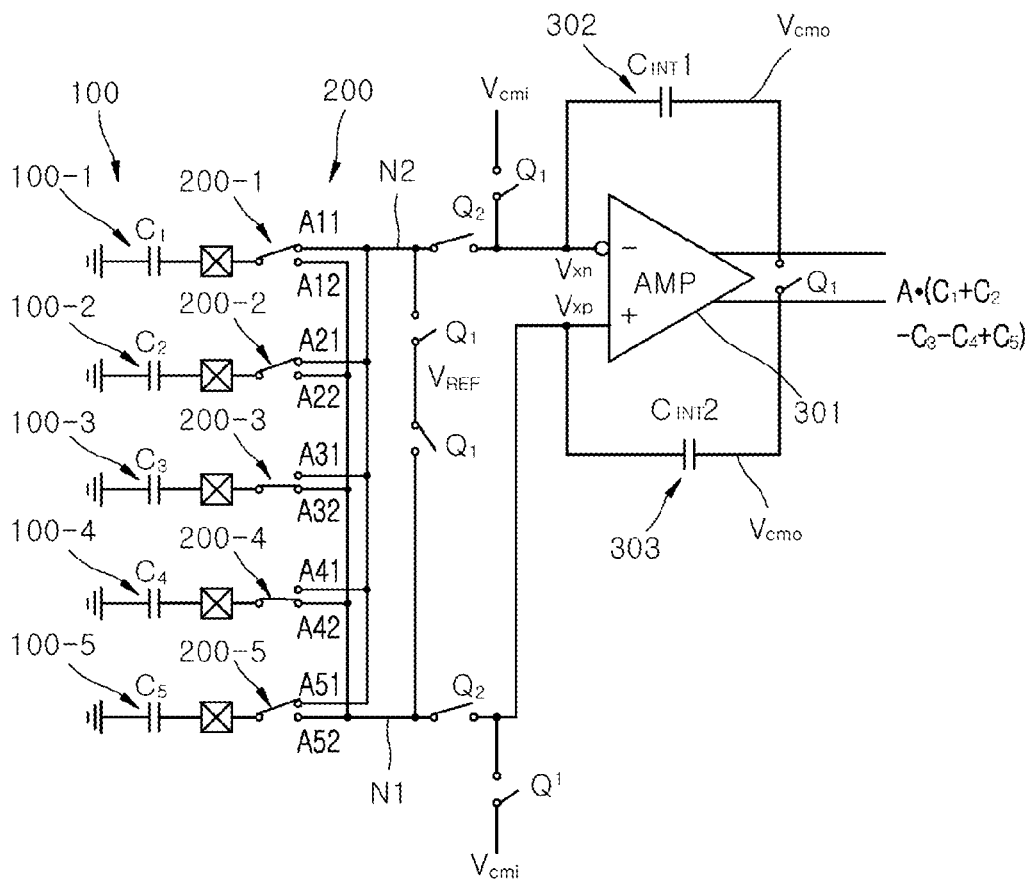 302
Vcmo
CINT1
100
200
Vcmi
100-1
200-1
N2
Q1
C1
A11
Q2
A12
Vxn
−
AMP
Q1
100-2
200-2
Vxp
+
A•(C1+C2
−C3−C4+C5)
C2
A21
Q1
A22
VREF
301
100-3
200-3
CINT2
C3
A31
Q1
A32
100-4
200-4
303
Vcmo
C4
A41
A42
100-5
200-5
C5
A51
Q2
A52
N1
Q1
Vcmi